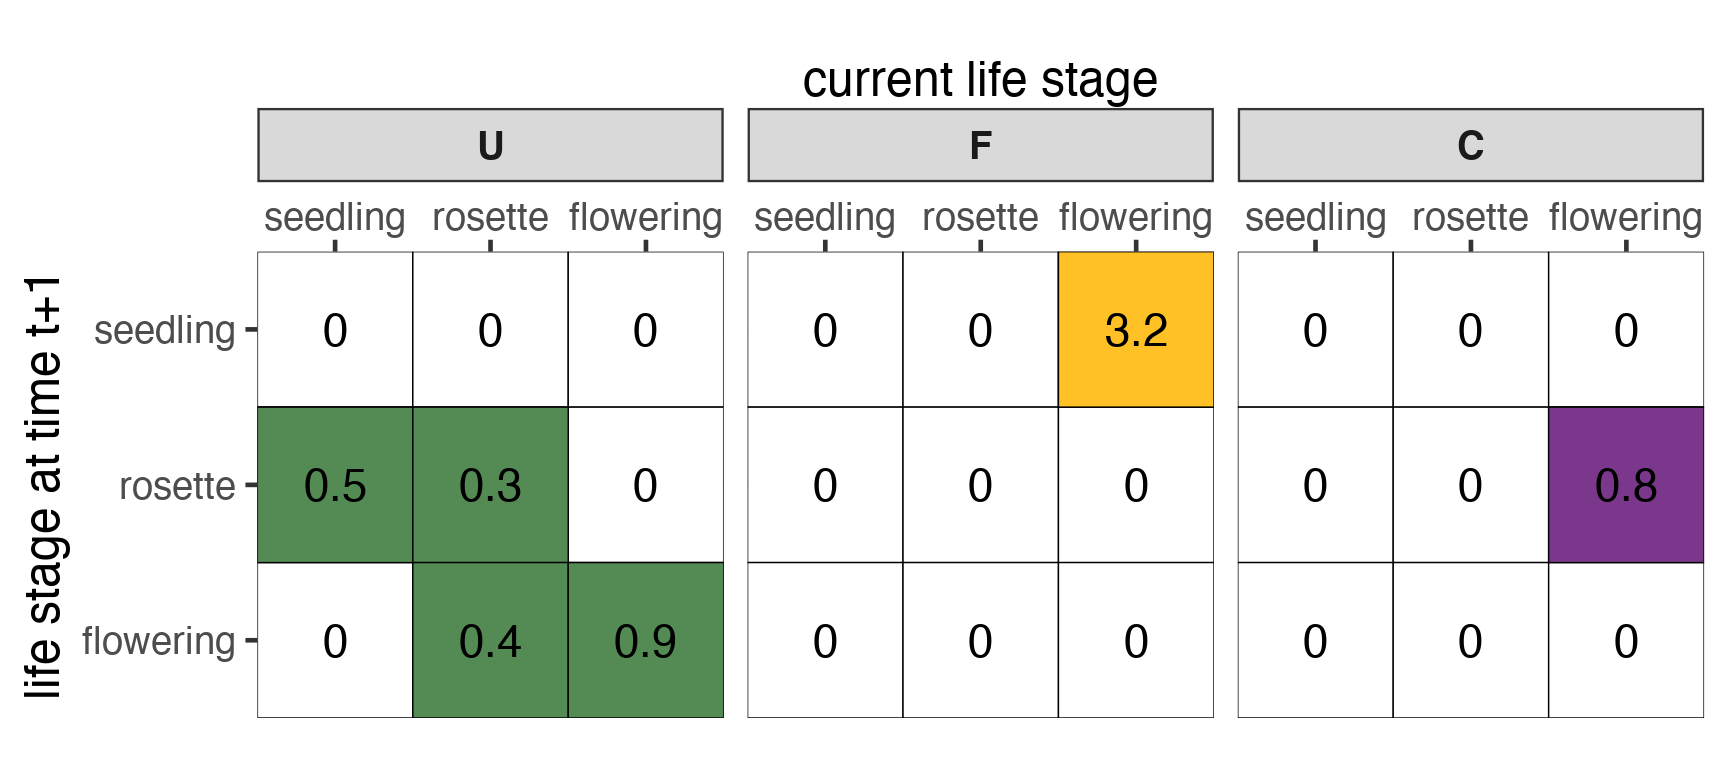 current life stage
U F C
seedling rosette flowering seedling rosette flowering seedling rosette flowering
life stage at time t+1
seedling 0 0 0 0 0 3.2 0 0 0
rosette 0.5 0.3 0 0 0 0 0 0 0.8
flowering 0 0.4 0.9 0 0 0 0 0 0